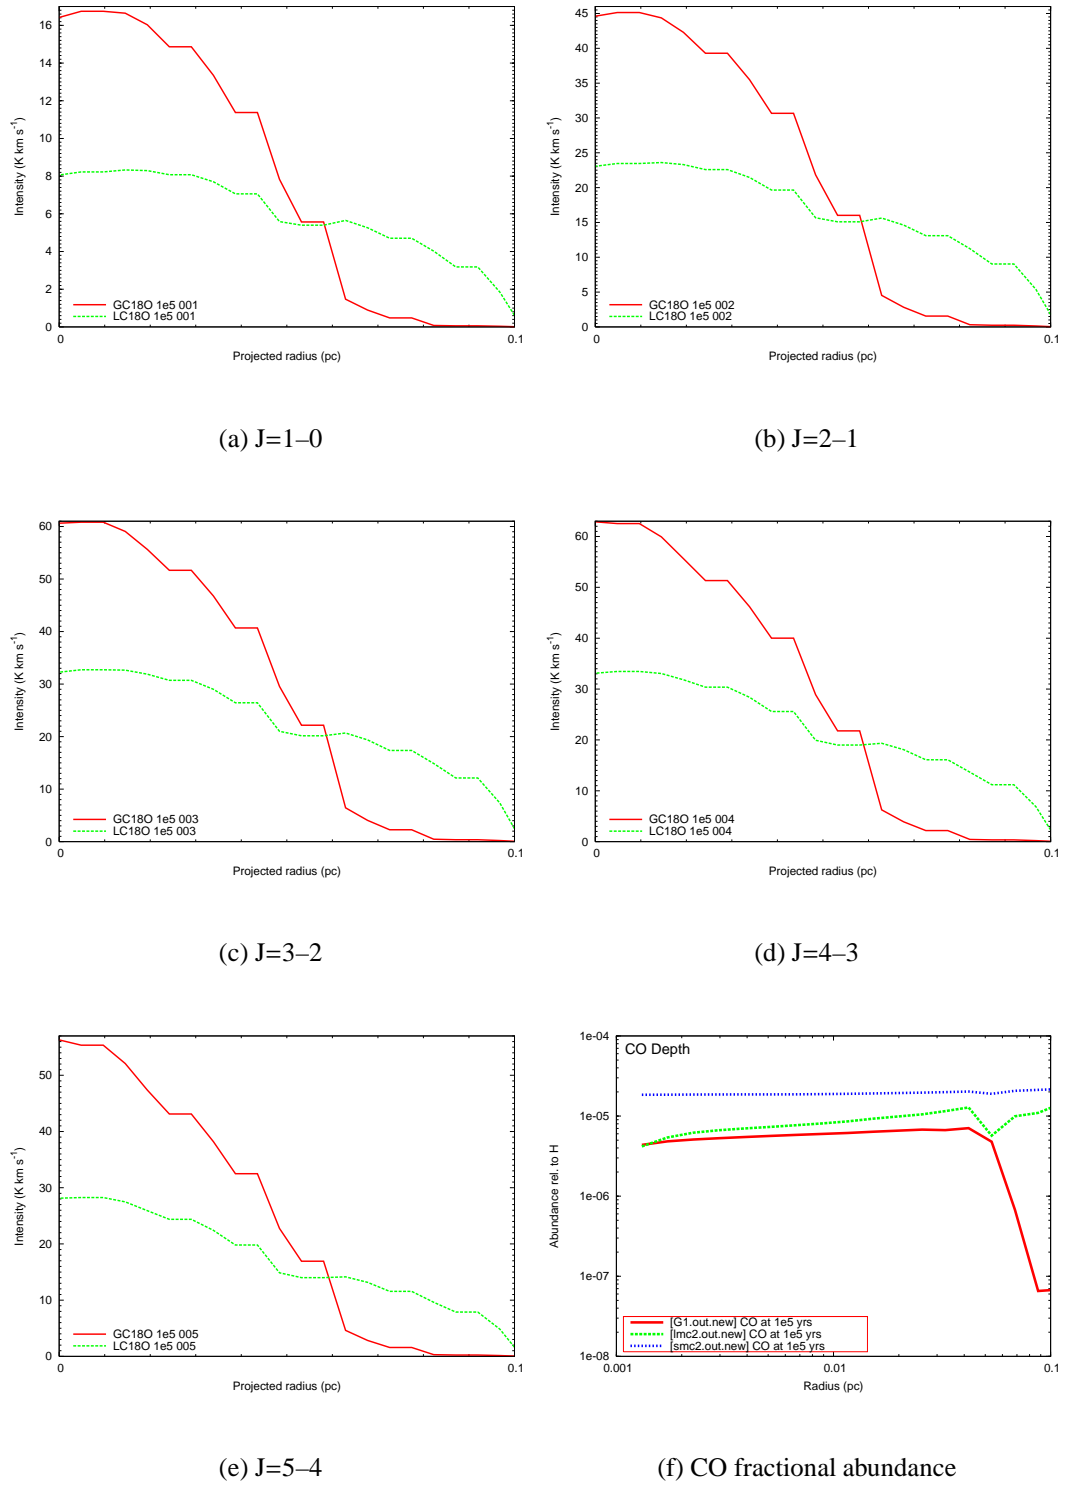 16
14
12
10
8
6
4
2
0
Intensity (K km s-1)
GC18O 1e5 001
LC18O 1e5 001
0
0.1
Projected radius (pc)
(a) J=1–0
45
40
35
30
25
20
15
10
5
0
Intensity (K km s-1)
GC18O 1e5 002
LC18O 1e5 002
0
0.1
Projected radius (pc)
(b) J=2–1
60
50
40
30
20
10
0
Intensity (K km s-1)
GC18O 1e5 003
LC18O 1e5 003
0
0.1
Projected radius (pc)
(c) J=3–2
60
50
40
30
20
10
0
Intensity (K km s-1)
GC18O 1e5 004
LC18O 1e5 004
0
0.1
Projected radius (pc)
(d) J=4–3
50
40
30
20
10
0
Intensity (K km s-1)
GC18O 1e5 005
LC18O 1e5 005
0
0.1
Projected radius (pc)
(e) J=5–4
CO Depth
1e-04
1e-05
1e-06
1e-07
1e-08
Abundance rel. to H
[G1.out.new] CO at 1e5 yrs
[lmc2.out.new] CO at 1e5 yrs
[smc2.out.new] CO at 1e5 yrs
0.001
0.01
0.1
Radius (pc)
(f) CO fractional abundance